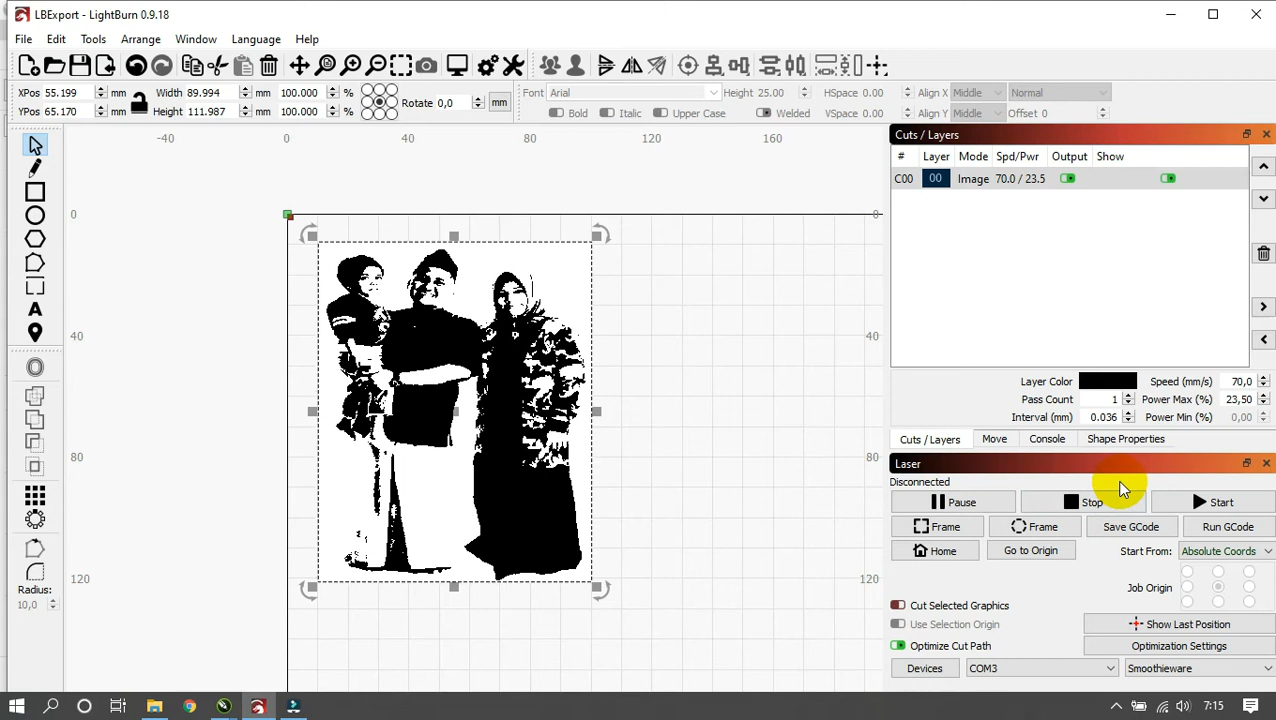 LBExport - LightBurn 0.9.18
File Edit Tools Arrange Window Language Help
XPos 55.199 mm Width 89.994 mm 100.000 % Rotate 0,0 mm Font Arial Height 25.00 HSpace 0.00 Align X Middle Normal
YPos 65.170 mm Height 111.987 mm 100.000 % Bold Italic Upper Case Welded VSpace 0.00 Align Y Middle Offset 0
-40 0 40 80 120 160
0 0
40 40
80 80
120 120
A
Radius:
10,0
Cuts / Layers
# Layer Mode Spd/Pwr Output Show
C00 00 Image 70.0 / 23.5
Layer Color Speed (mm/s) 70,0
Pass Count 1 Power Max (%) 23,50
Interval (mm) 0.036 Power Min (%) 0,00
Cuts / Layers Move Console Shape Properties
Laser
Disconnected
Pause Stop Start
Frame Frame Save GCode Run GCode
Home Go to Origin Start From: Absolute Coords
Job Origin
Cut Selected Graphics
Use Selection Origin Show Last Position
Optimize Cut Path Optimization Settings
Devices COM3 Smoothieware
7:15